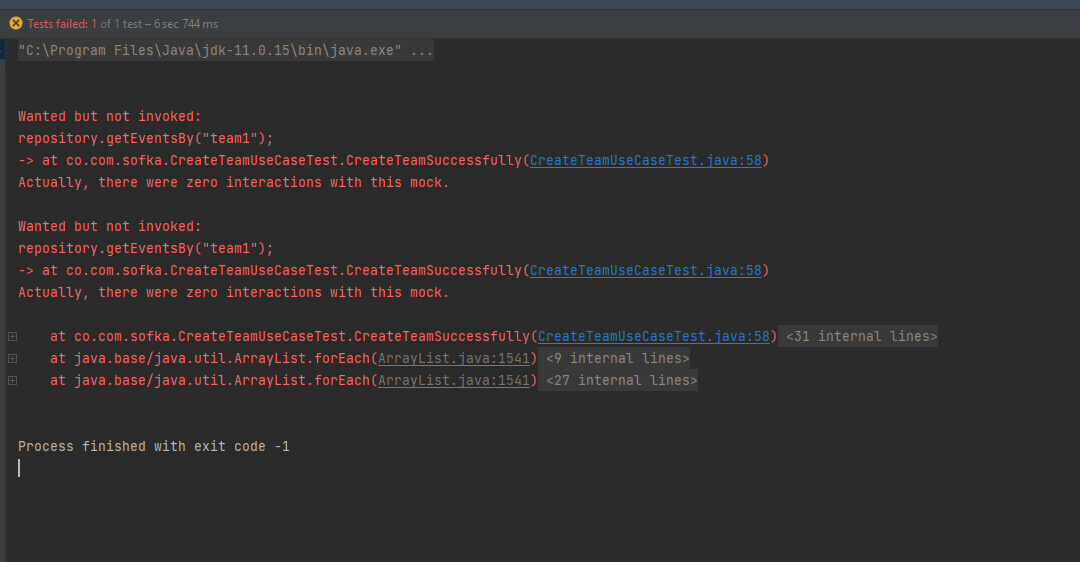 Tests failed: 1 of 1 test – 6 sec 744 ms
"C:\Program Files\Java\jdk-11.0.15\bin\java.exe" ...
Wanted but not invoked:
repository.getEventsBy("team1");
-> at co.com.sofka.CreateTeamUseCaseTest.CreateTeamSuccessfully(CreateTeamUseCaseTest.java:58)
Actually, there were zero interactions with this mock.
Wanted but not invoked:
repository.getEventsBy("team1");
-> at co.com.sofka.CreateTeamUseCaseTest.CreateTeamSuccessfully(CreateTeamUseCaseTest.java:58)
Actually, there were zero interactions with this mock.
at co.com.sofka.CreateTeamUseCaseTest.CreateTeamSuccessfully(CreateTeamUseCaseTest.java:58) <31 internal lines>
at java.base/java.util.ArrayList.forEach(ArrayList.java:1541) <9 internal lines>
at java.base/java.util.ArrayList.forEach(ArrayList.java:1541) <27 internal lines>
Process finished with exit code -1